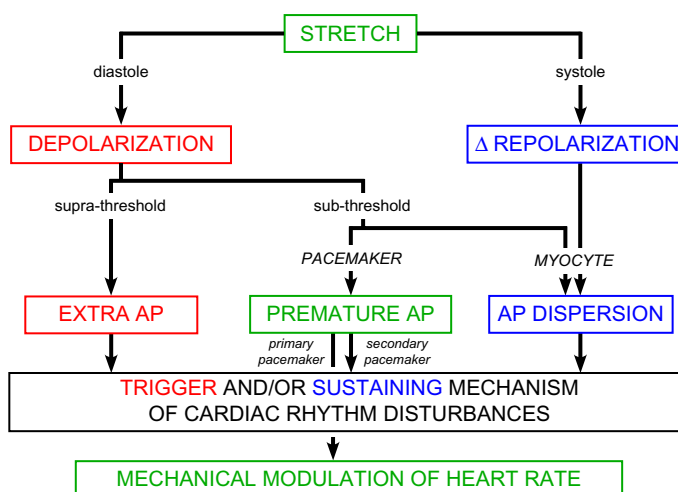 STRETCH
diastole
systole
DEPOLARIZATION
Δ REPOLARIZATION
supra-threshold
sub-threshold
PACEMAKER
MYOCYTE
EXTRA AP
PREMATURE AP
AP DISPERSION
primary
pacemaker
secondary
pacemaker
TRIGGER AND/OR SUSTAINING MECHANISM
OF CARDIAC RHYTHM DISTURBANCES
MECHANICAL MODULATION OF HEART RATE